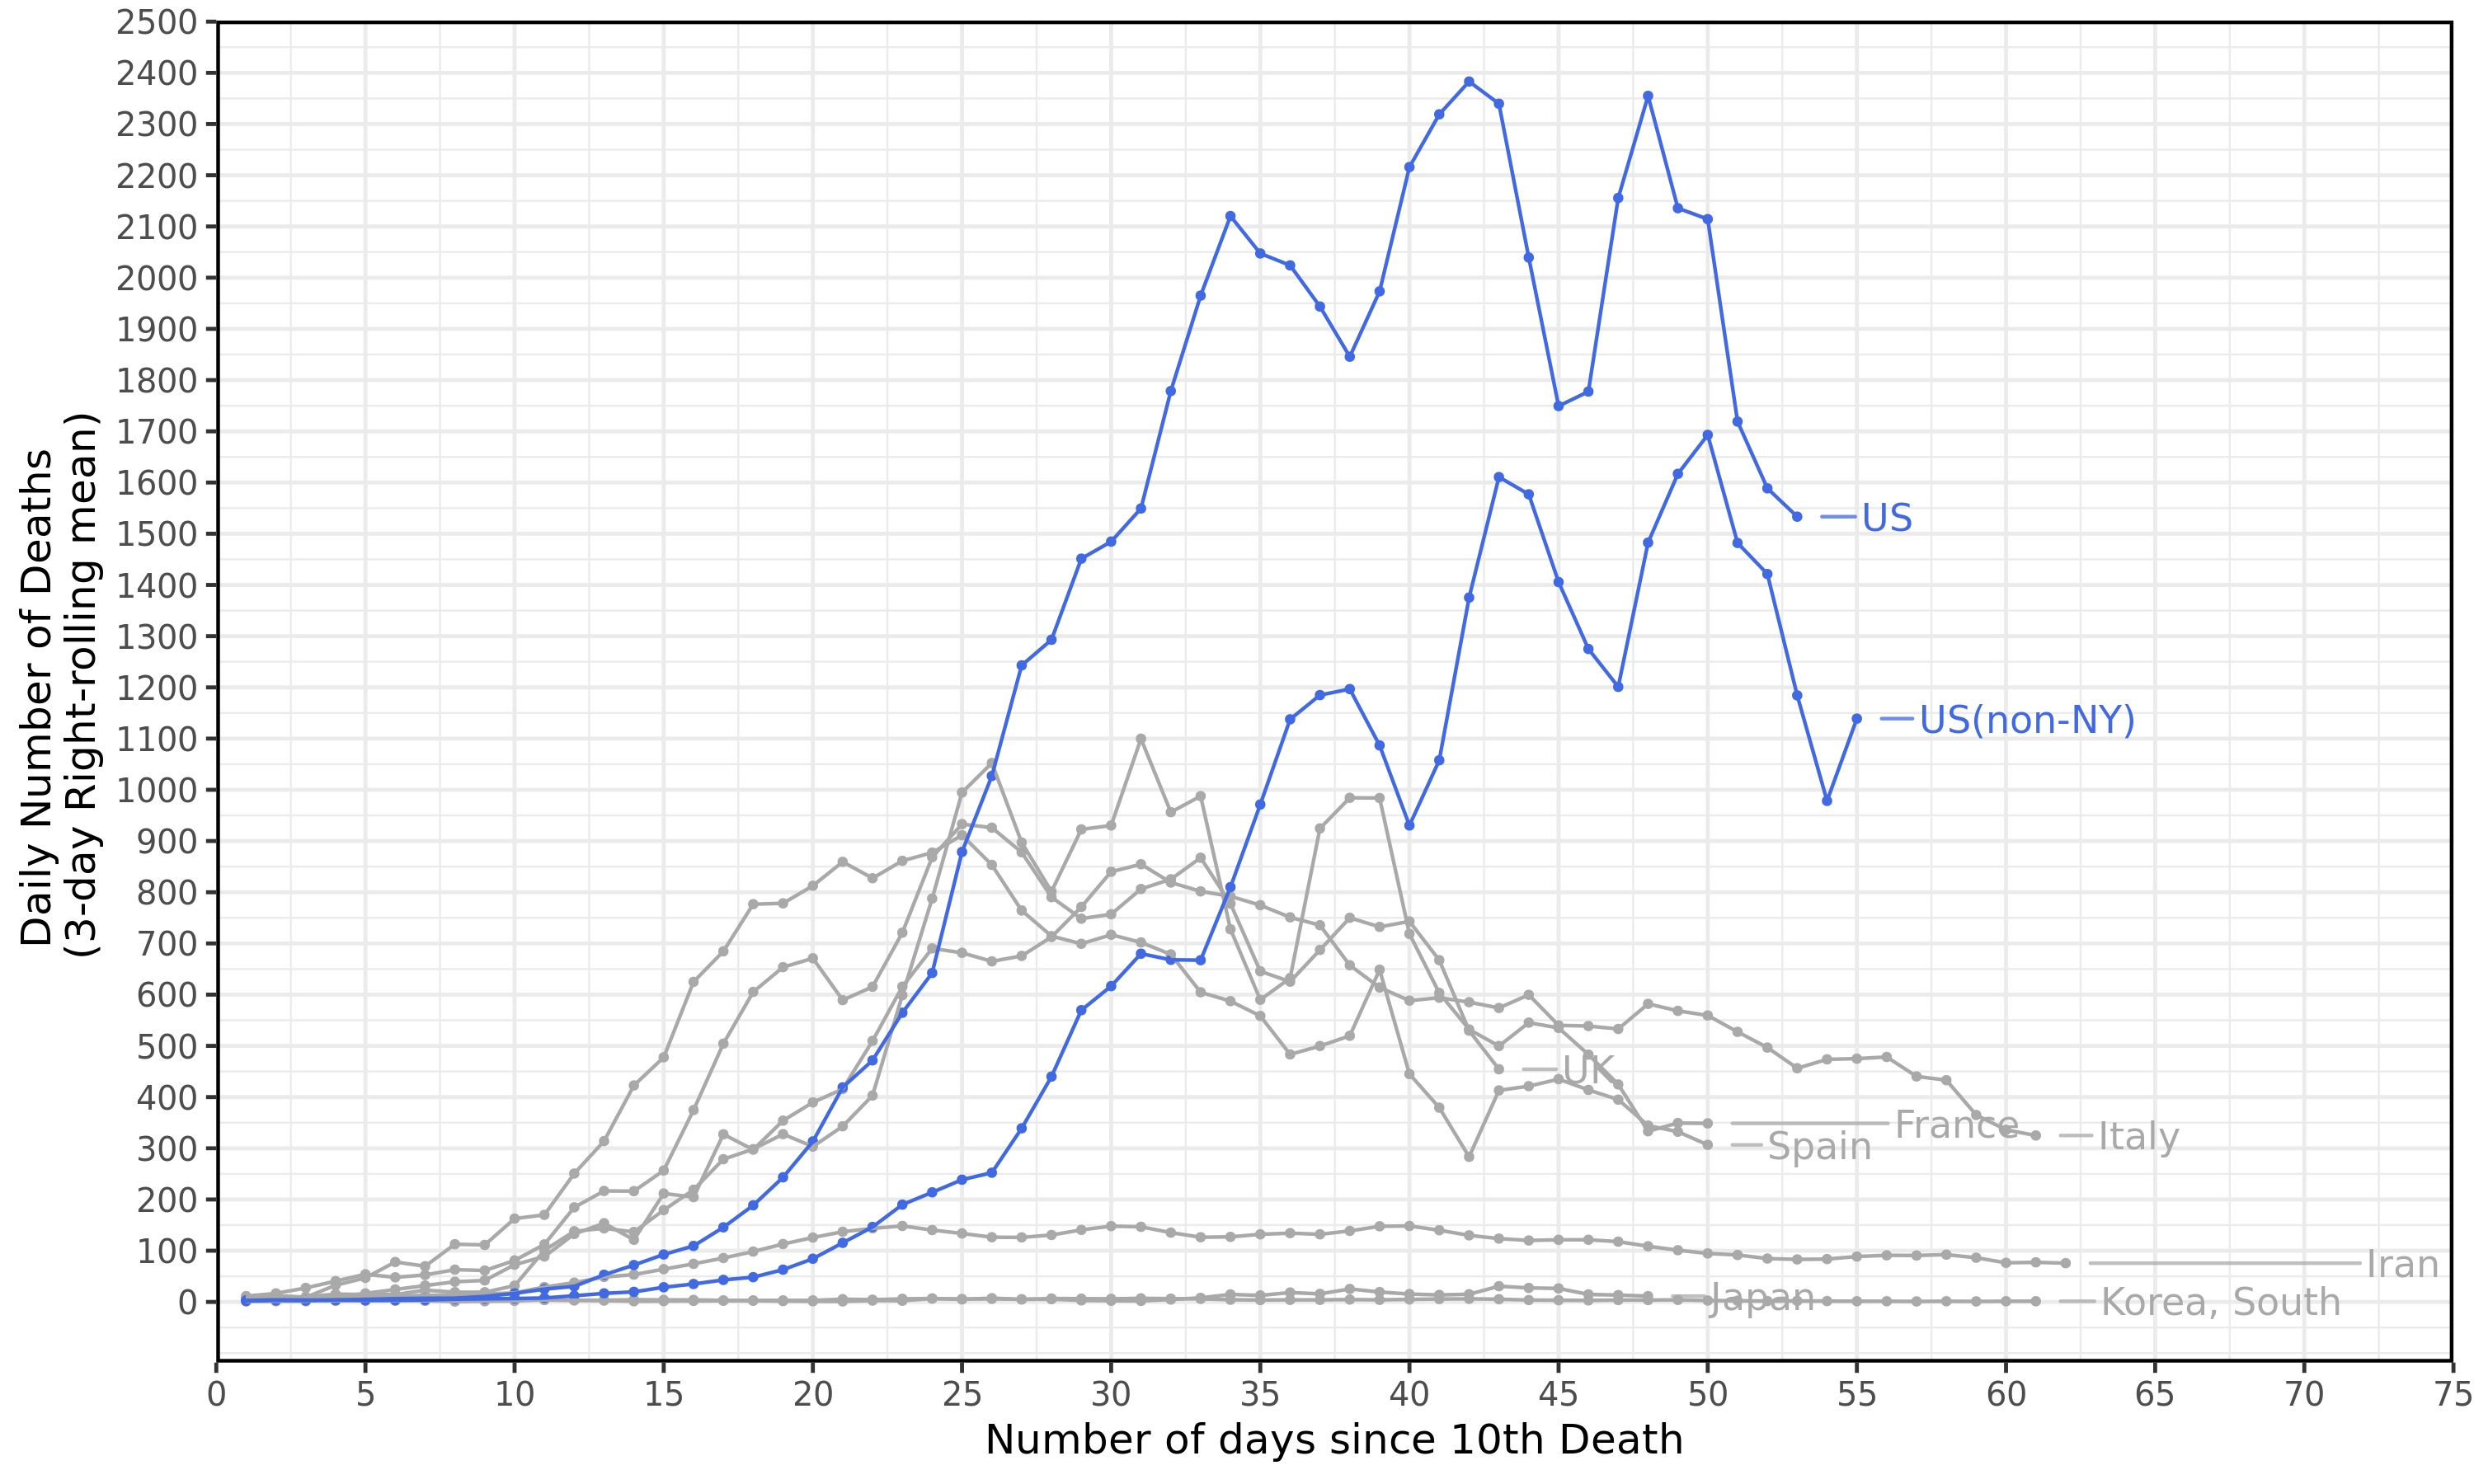 Daily Number of Deaths
(3-day Right-rolling mean)
2500
2400
2300
2200
2100
2000
1900
1800
1700
1600
1500
1400
1300
1200
1100
1000
900
800
700
600
500
400
300
200
100
0
US
US(non-NY)
UK
France
Italy
Spain
Iran
Japan
Korea, South
0 5 10 15 20 25 30 35 40 45 50 55 60 65 70 75
Number of days since 10th Death